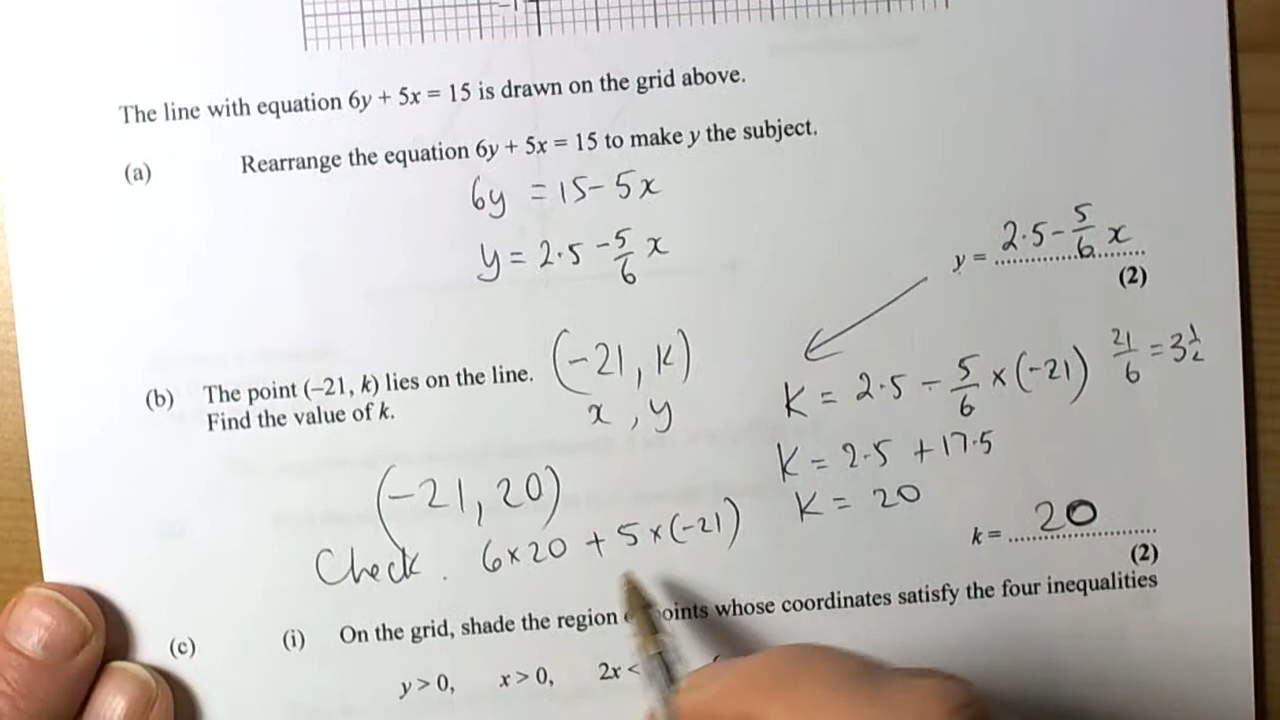 -1
The line with equation 6y + 5x = 15 is drawn on the grid above.
(a) Rearrange the equation 6y + 5x = 15 to make y the subject.
6y = 15 - 5x
y = 2.5 - 5/6 x
y = 2.5 - 5/6 x
(2)
(b) The point (–21, k) lies on the line.
Find the value of k.
(-21, K)
x , y
K = 2.5 - 5/6 × (-21)
21/6 = 3 1/2
K = 2.5 + 17.5
K = 20
(-21, 20)
Check . 6 × 20 + 5 × (-21)
k = 20
(2)
(c) (i) On the grid, shade the region points whose coordinates satisfy the four inequalities
y > 0, x > 0, 2x <